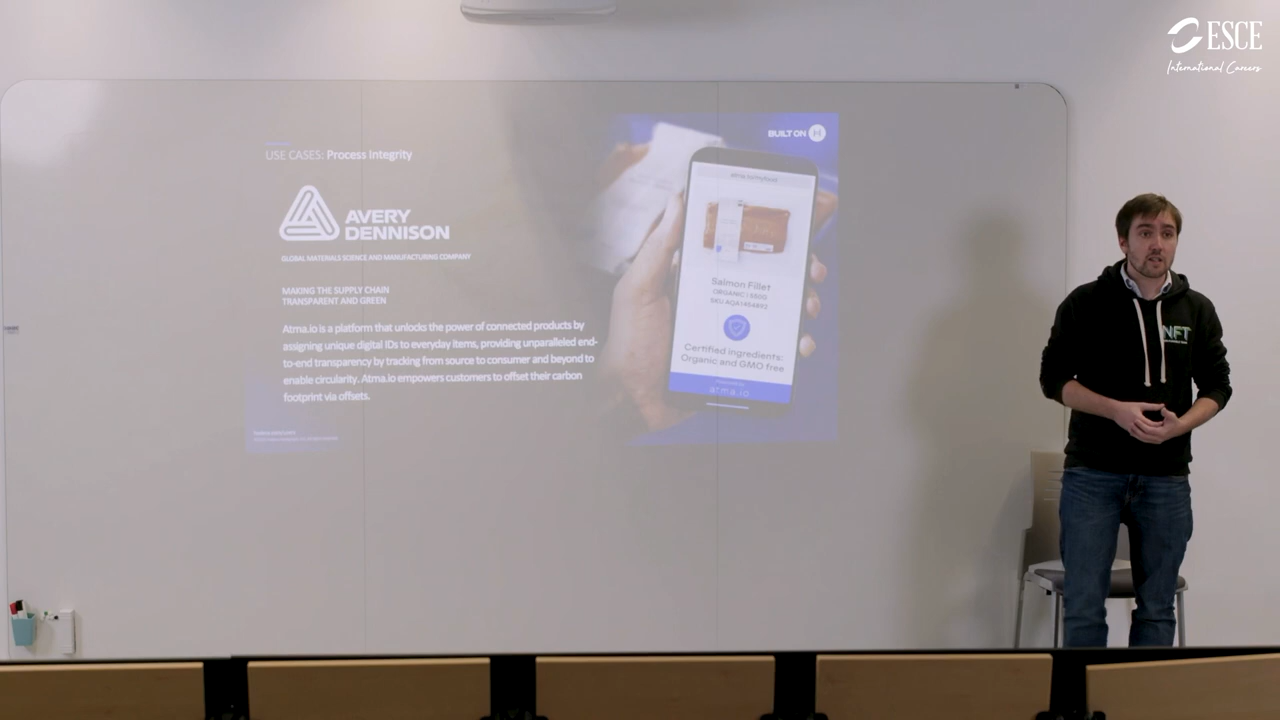 ESCE
International Careers
USE CASES: Process Integrity
AVERY
DENNISON
GLOBAL MATERIALS SCIENCE AND MANUFACTURING COMPANY
MAKING THE SUPPLY CHAIN
TRANSPARENT AND GREEN
Atma.io is a platform that unlocks the power of connected products by
assigning unique digital IDs to everyday items, providing unparalleled end-
to-end transparency by tracking from source to consumer and beyond to
enable circularity. Atma.io empowers customers to offset their carbon
footprint via offsets.
BUILT ON H
Salmon Fillet
ORGANIC | 650G
Certified ingredients:
Organic and GMO free
Powered by
atma.io
NFT